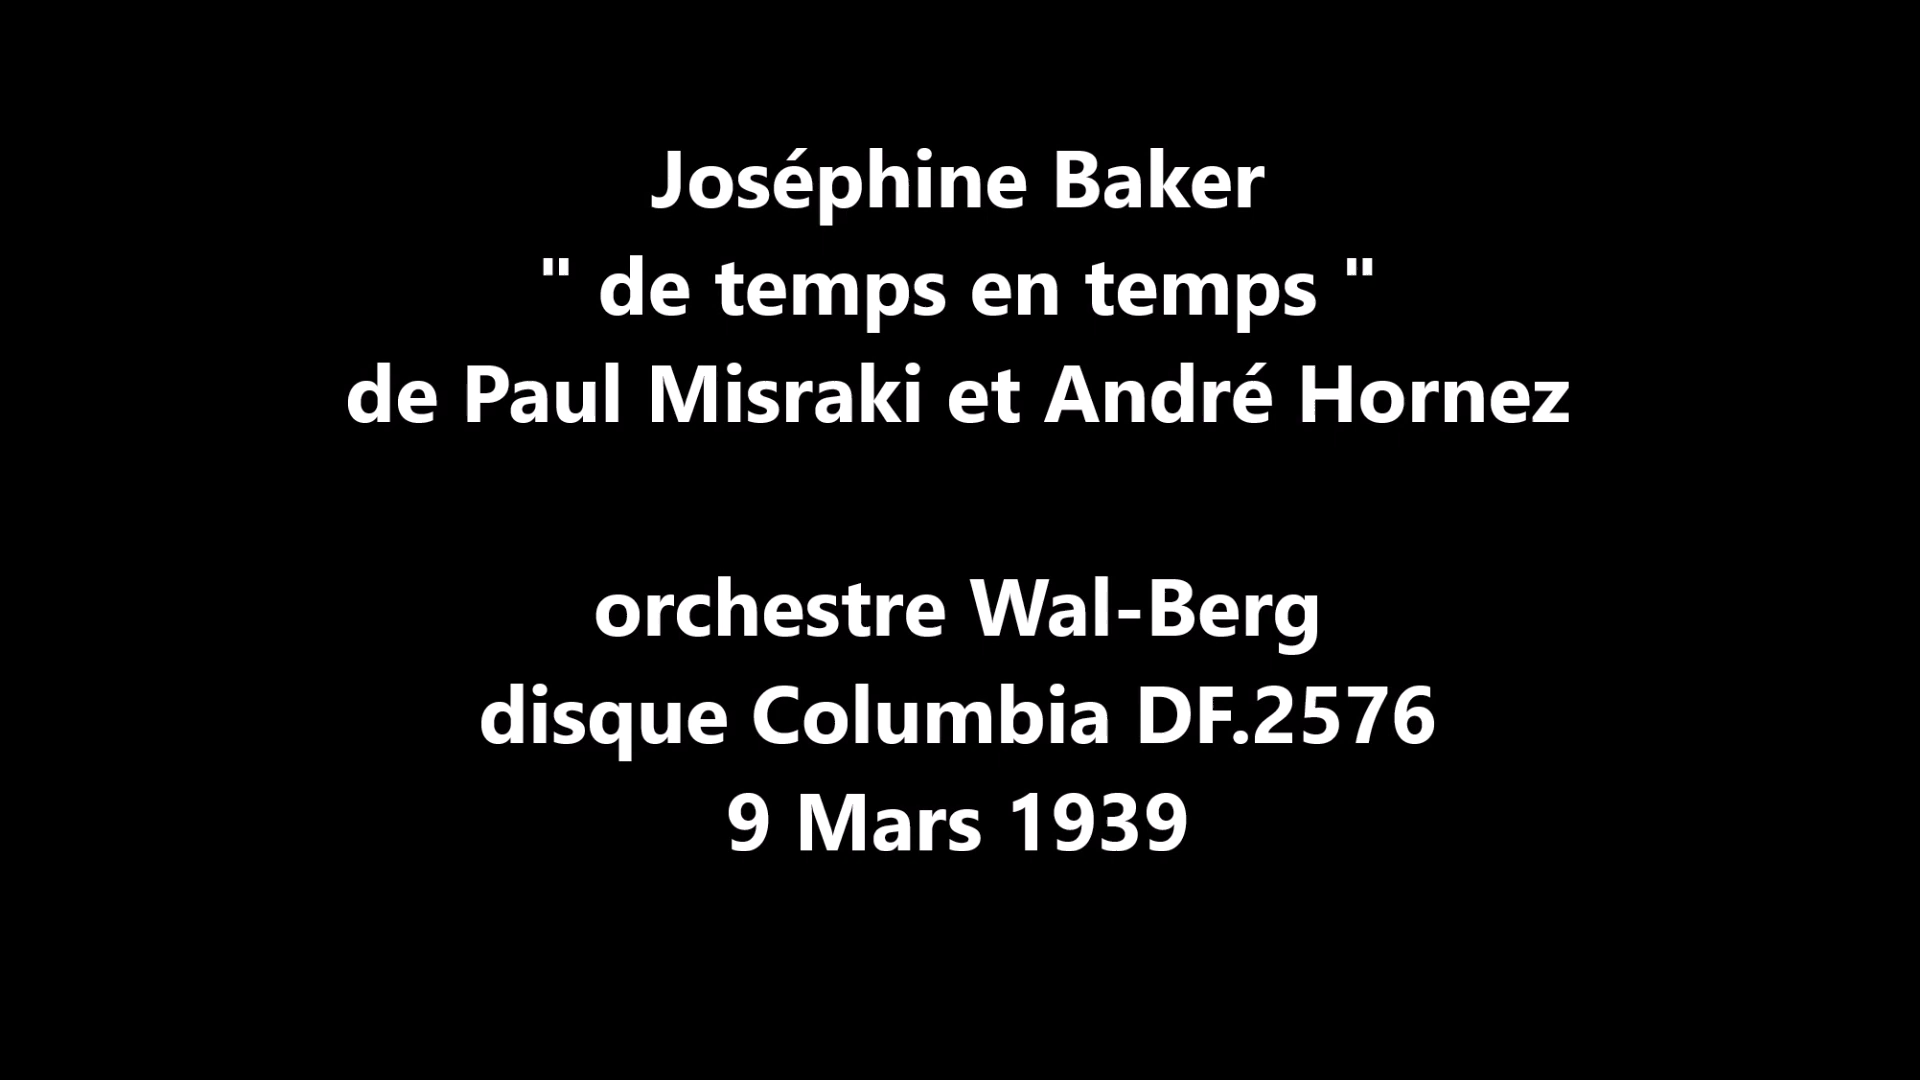 Joséphine Baker
" de temps en temps "
de Paul Misraki et André Hornez
orchestre Wal-Berg
disque Columbia DF.2576
9 Mars 1939